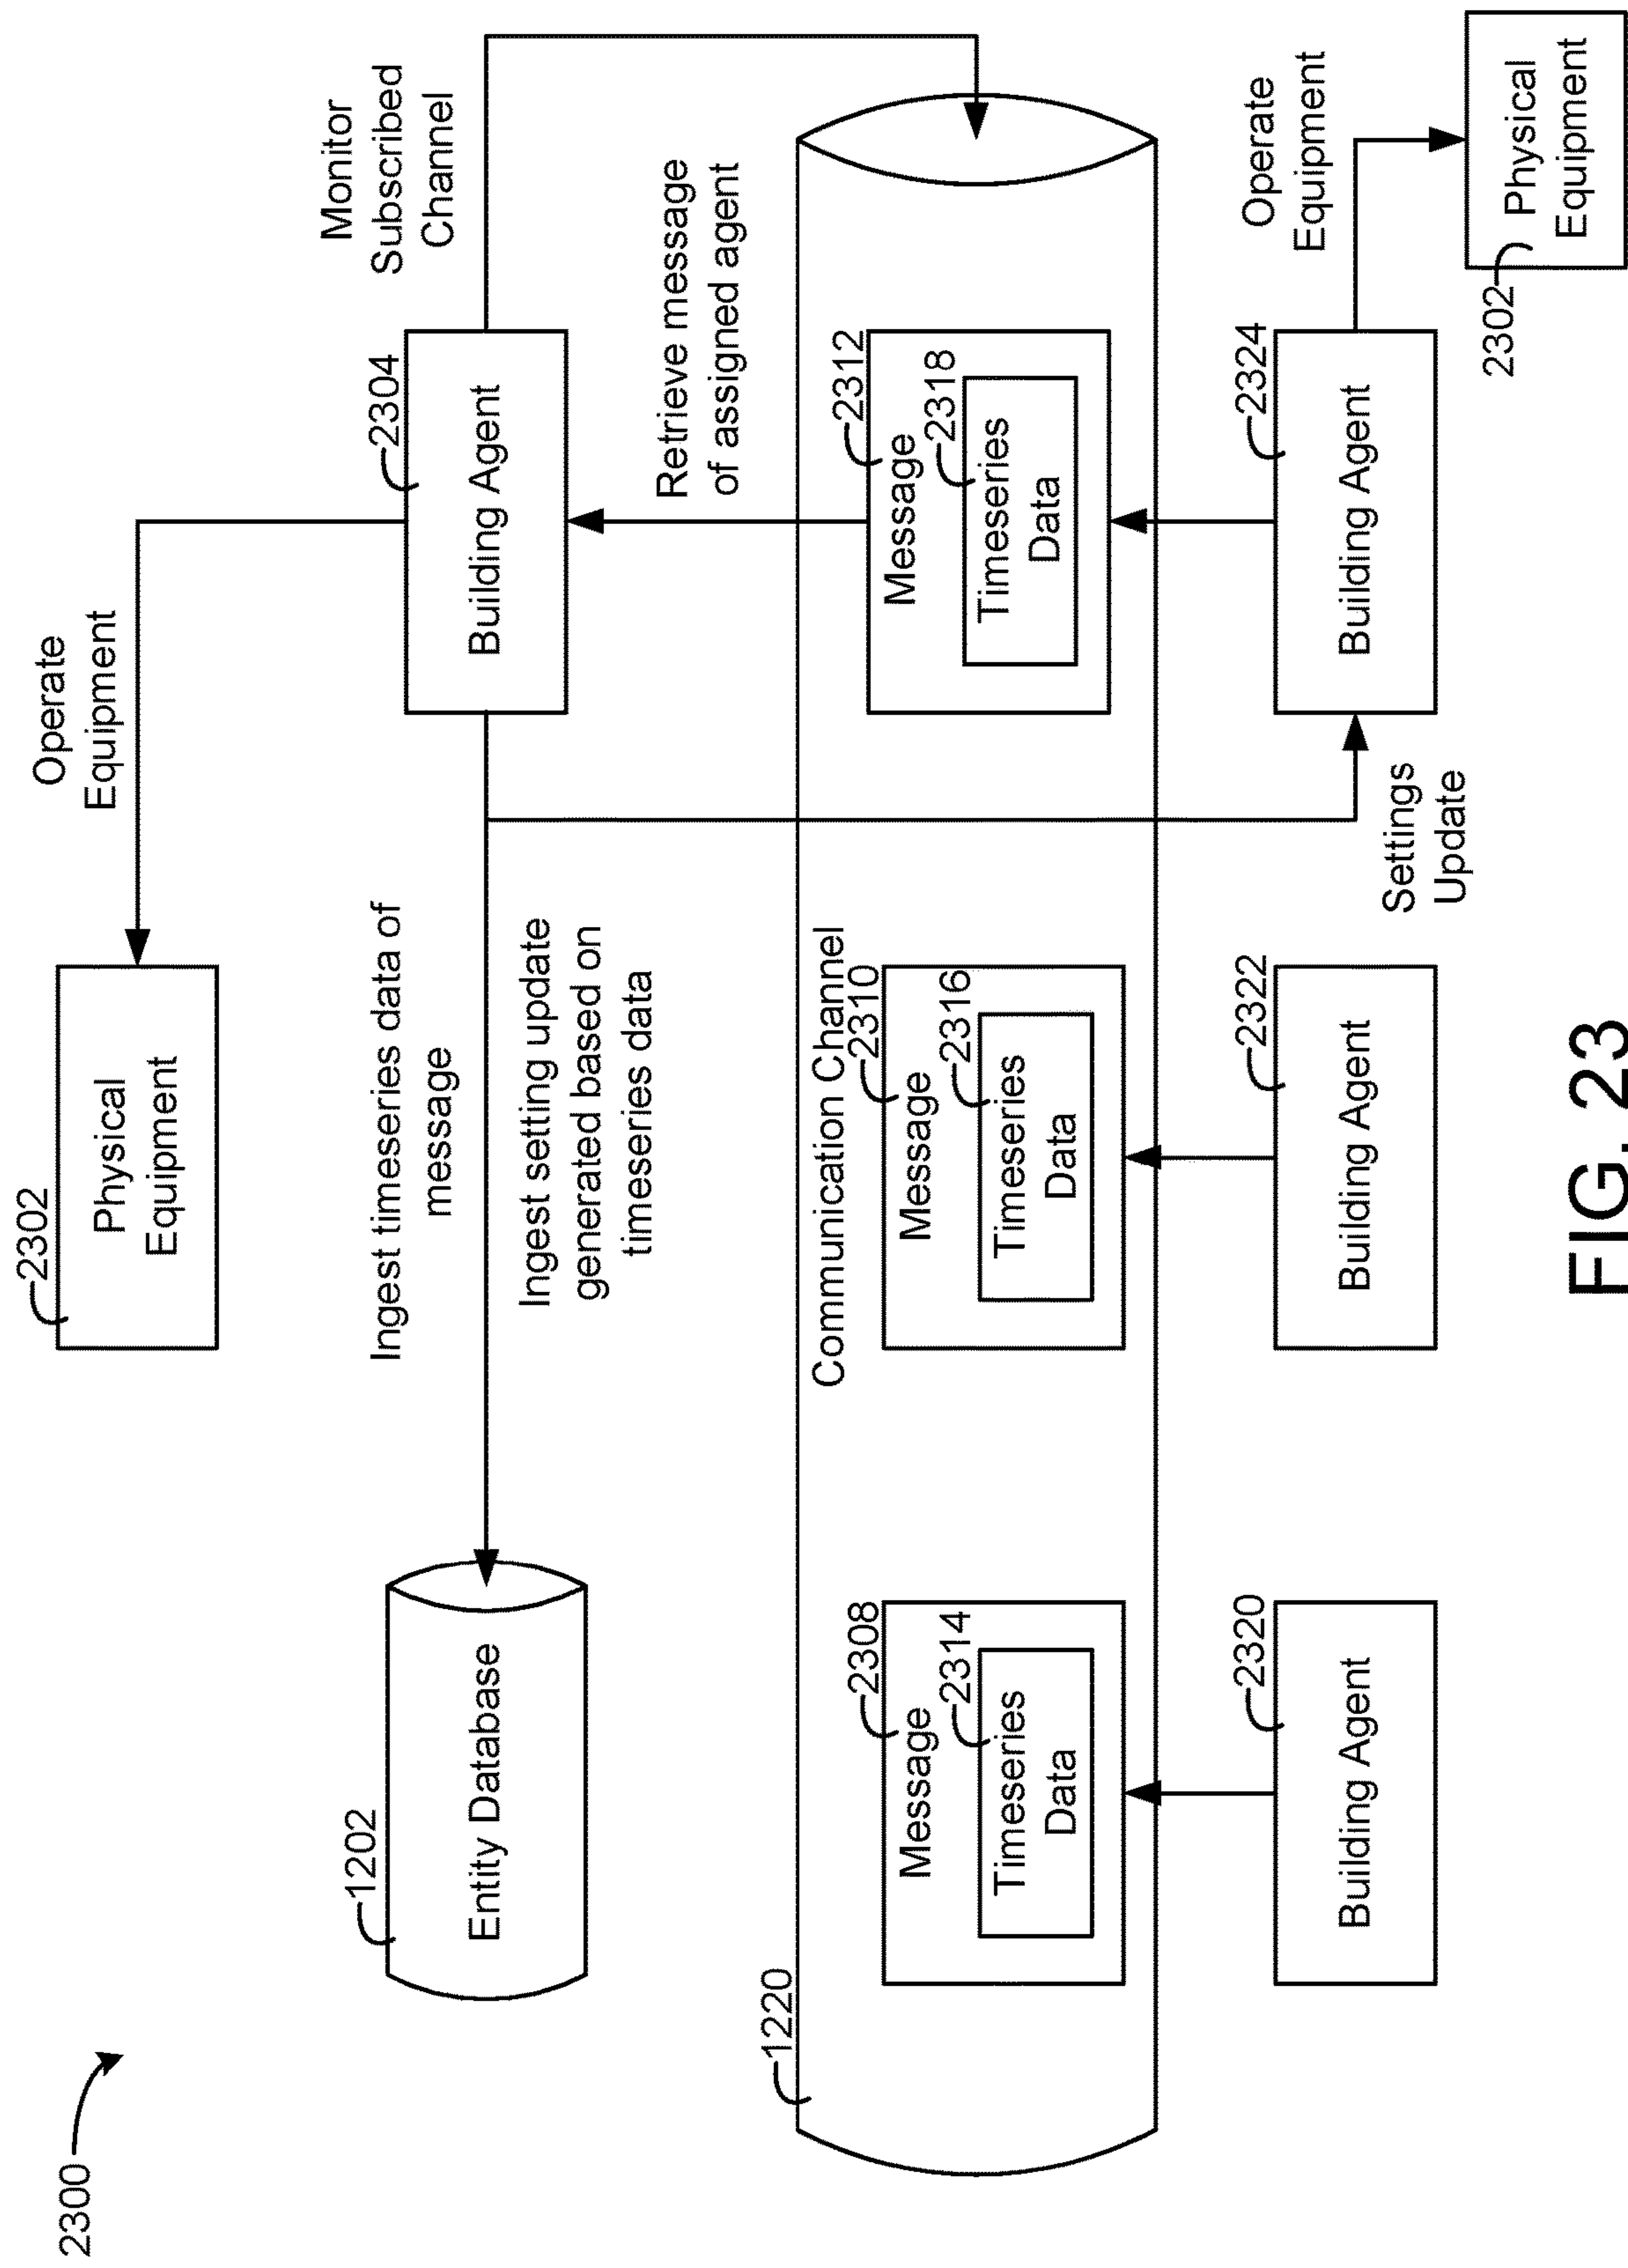 2300
2302
Physical
Equipment
Operate
Equipment
1202
Entity Database
Ingest timeseries data of
message
Ingest setting update
generated based on
timeseries data
2304
Building Agent
Monitor
Subscribed
Channel
Retrieve message
of assigned agent
1220
Communication Channel
2308
Message
2314
Timeseries
Data
2310
Message
2316
Timeseries
Data
2312
Message
2318
Timeseries
Data
2320
Building Agent
2322
Building Agent
Settings
Update
2324
Building Agent
Operate
Equipment
2302
Physical
Equipment
FIG. 23